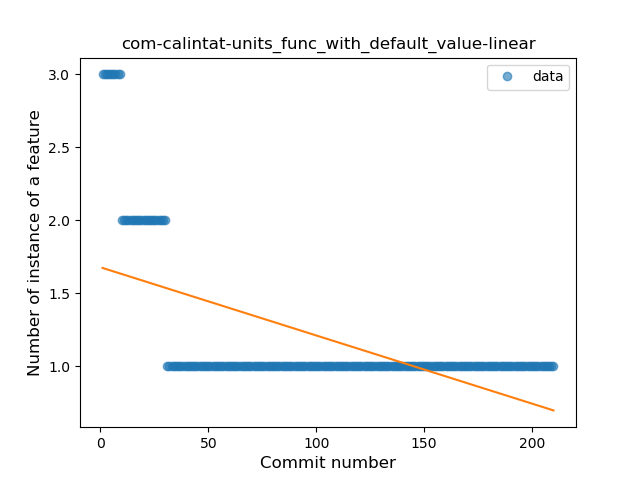 com-calintat-units_func_with_default_value-linear
data
Number of instance of a feature
3.0
2.5
2.0
1.5
1.0
0 50 100 150 200
Commit number